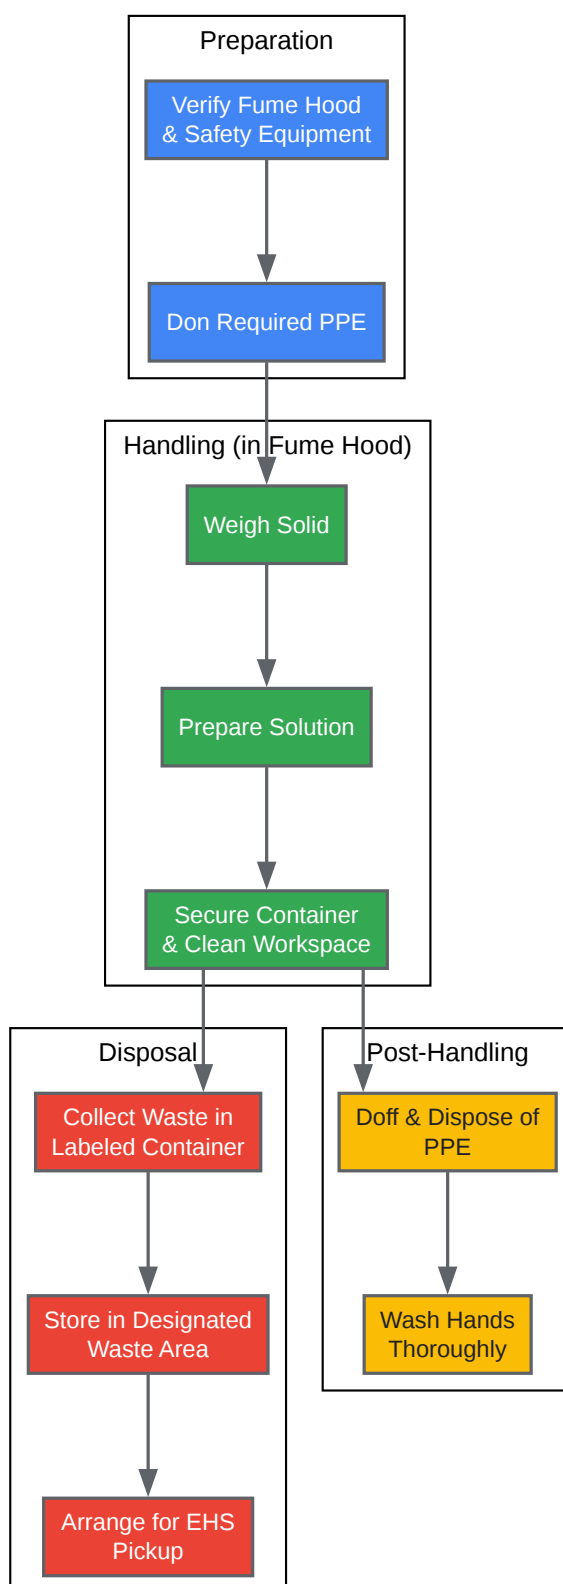 Preparation
Verify Fume Hood
& Safety Equipment
Don Required PPE
Handling (in Fume Hood)
Weigh Solid
Prepare Solution
Secure Container
& Clean Workspace
Disposal
Collect Waste in
Labeled Container
Store in Designated
Waste Area
Arrange for EHS
Pickup
Post-Handling
Doff & Dispose of
PPE
Wash Hands
Thoroughly